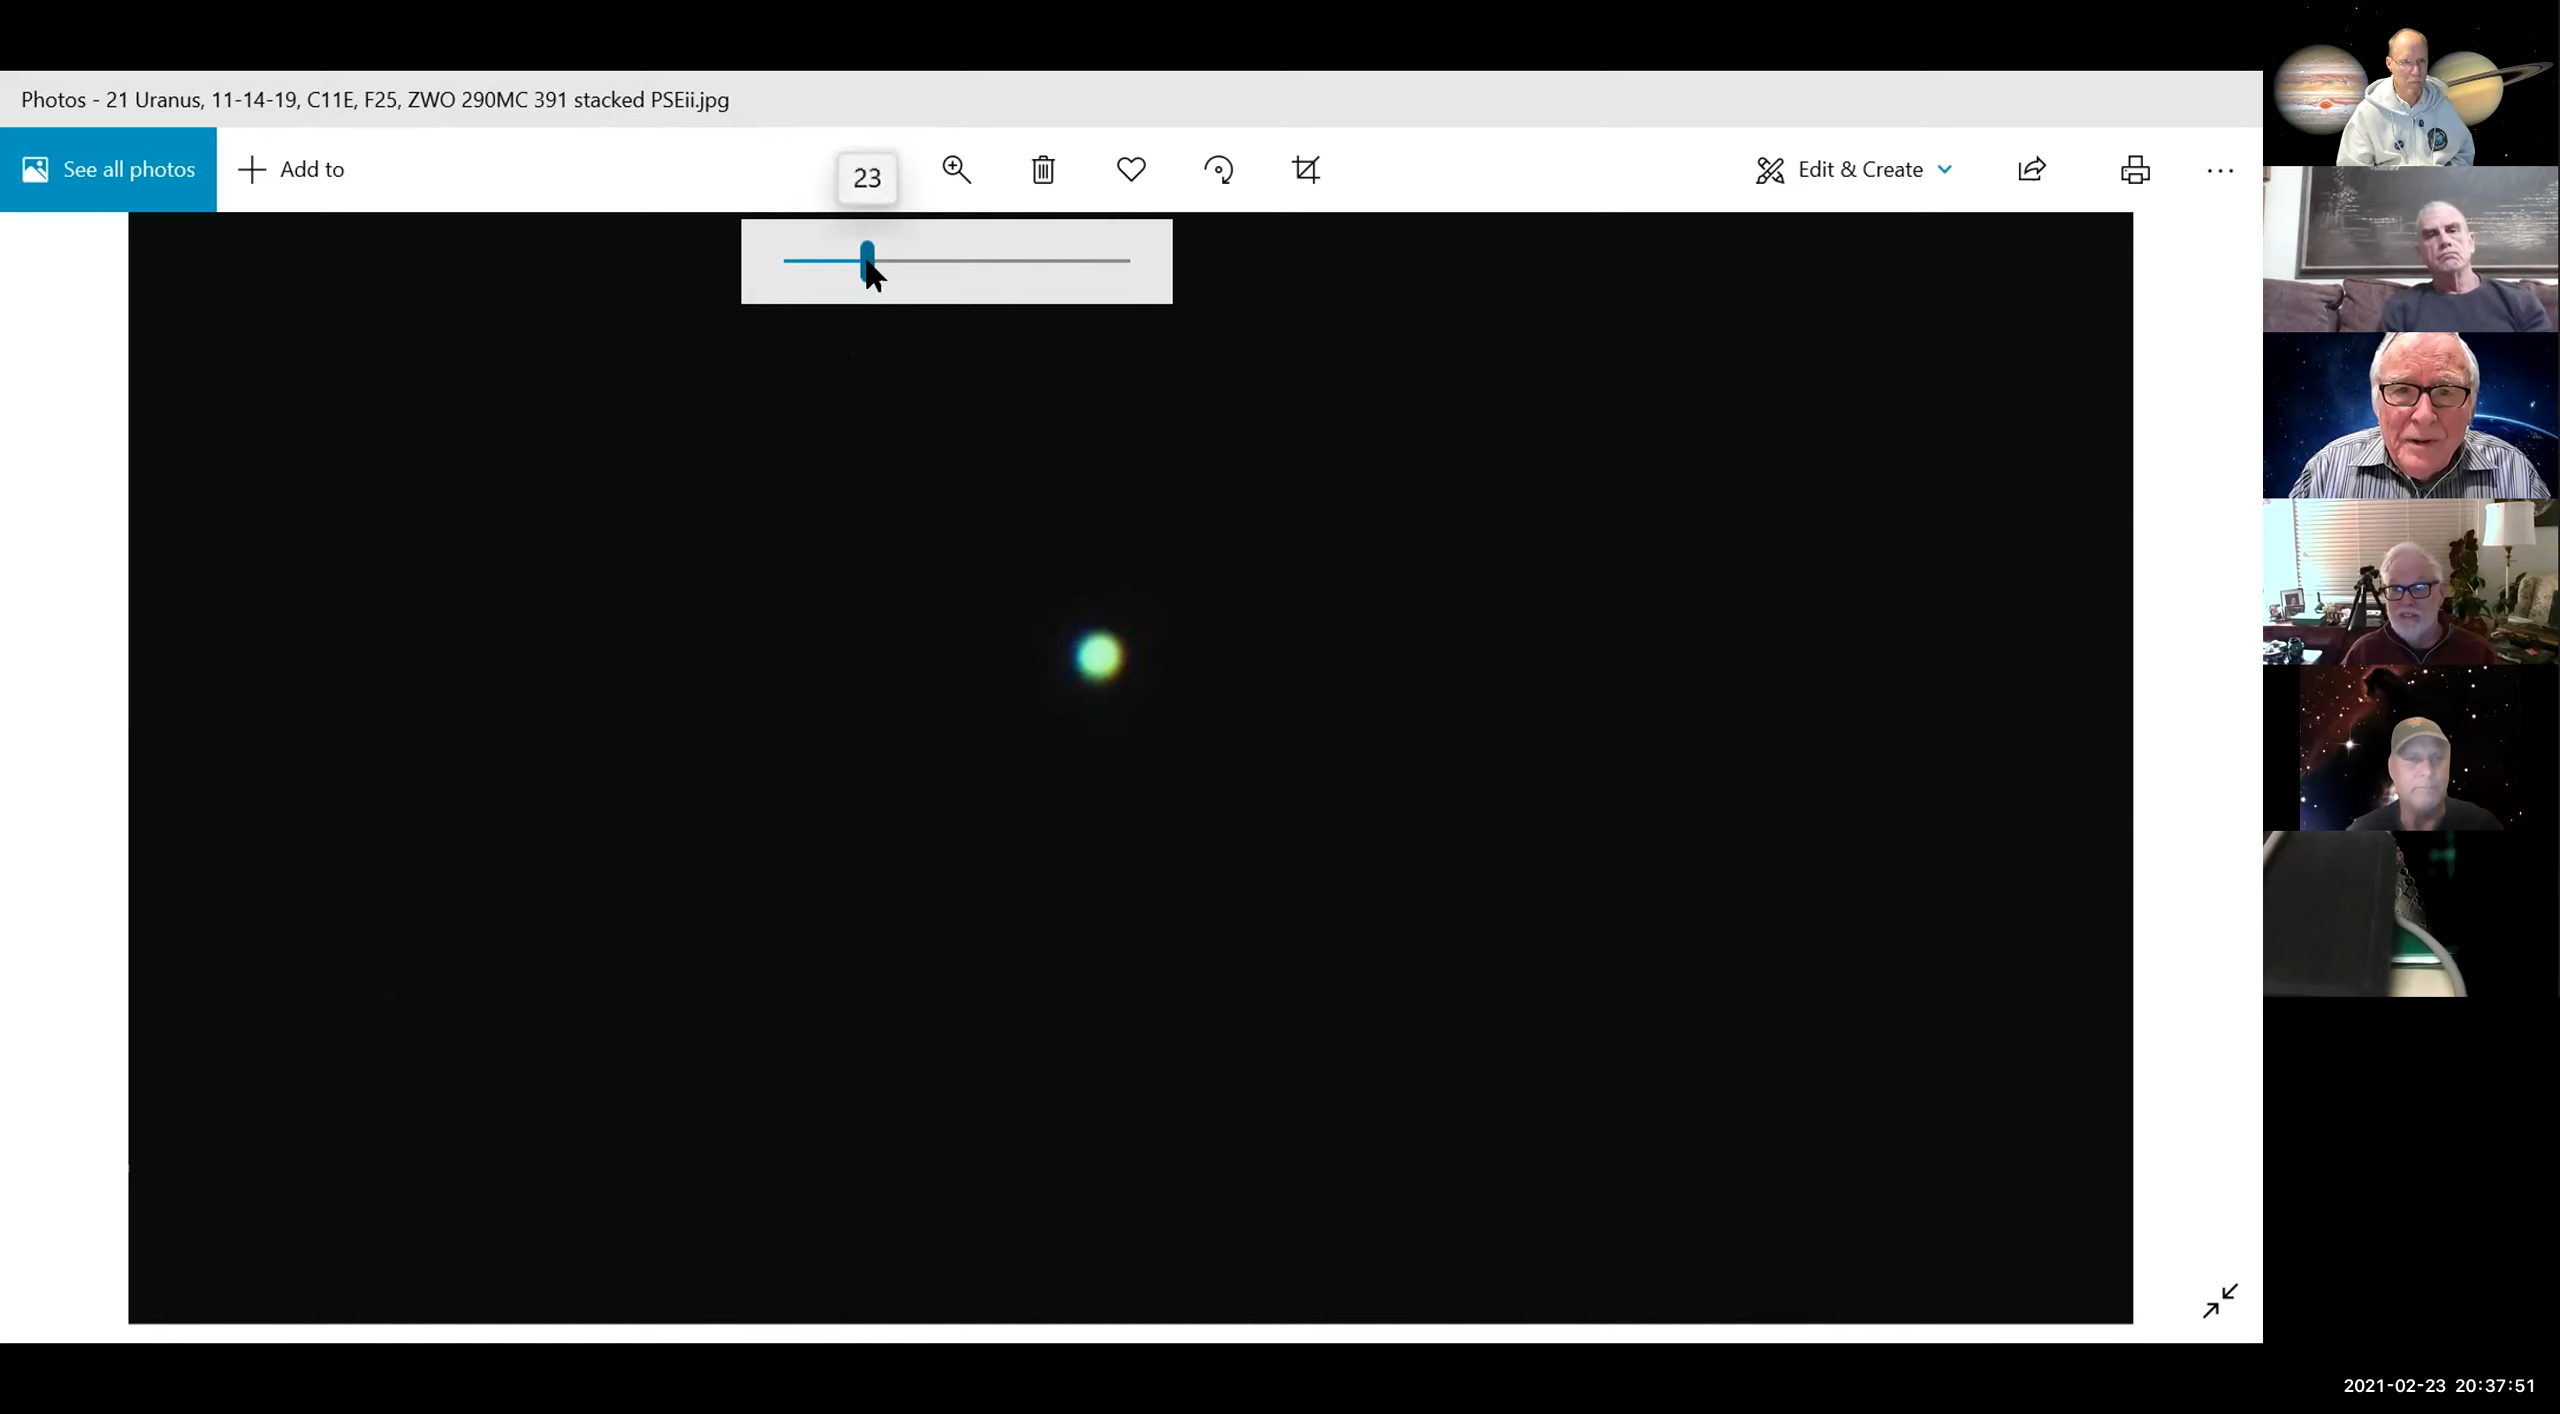 Photos - 21 Uranus, 11-14-19, C11E, F25, ZWO 290MC 391 stacked PSEii.jpg
See all photos
Add to
23
Edit & Create
2021-02-23 20:37:51